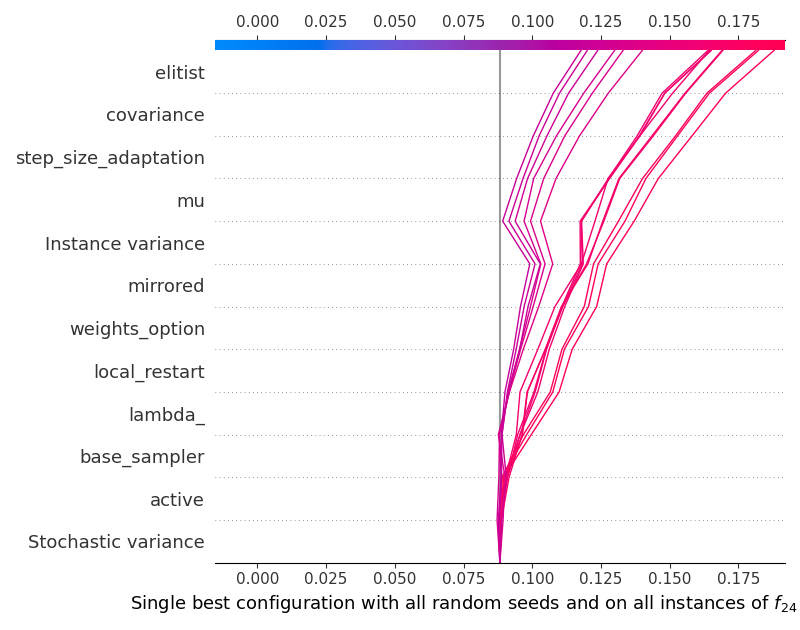 0.000 0.025 0.050 0.075 0.100 0.125 0.150 0.175
elitist
covariance
step_size_adaptation
mu
Instance variance
mirrored
weights_option
local_restart
lambda_
base_sampler
active
Stochastic variance
0.000 0.025 0.050 0.075 0.100 0.125 0.150 0.175
Single best configuration with all random seeds and on all instances of f24